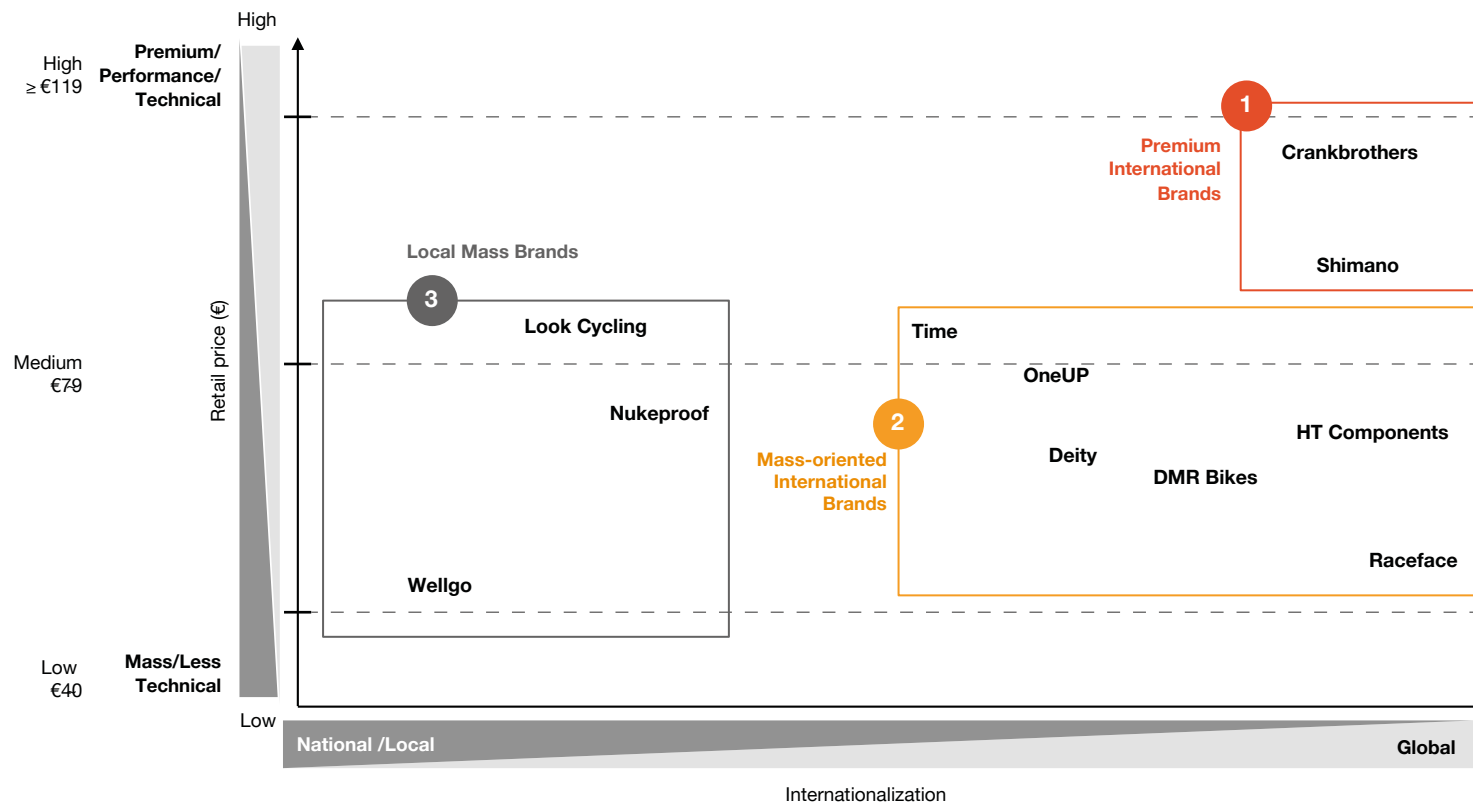 High
High
≥ €119
Premium/
Performance/
Technical
1
Premium
International
Brands
Crankbrothers
Shimano
Local Mass Brands
3
Look Cycling
Nukeproof
Wellgo
Retail price (€)
Medium
€79
Time
OneUP
2
Mass-oriented
International
Brands
HT Components
Deity
DMR Bikes
Raceface
Low
€40
Mass/Less
Technical
Low
National /Local
Global
Internationalization